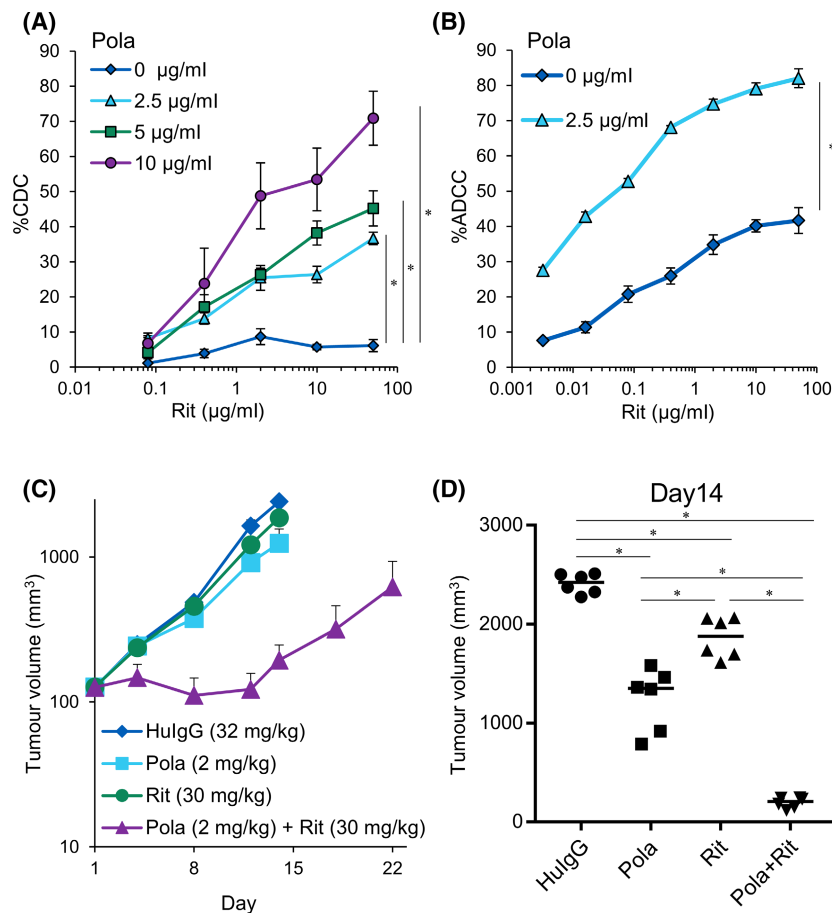 (A)
Pola
0 µg/ml
2.5 µg/ml
5 µg/ml
10 µg/ml
%CDC
90
80
70
60
50
40
30
20
10
0
0.01
0.1
1
10
100
Rit (µg/ml)
*
*
*
(B)
Pola
0 µg/ml
2.5 µg/ml
%ADCC
90
80
70
60
50
40
30
20
10
0
0.001
0.01
0.1
1
10
100
Rit (µg/ml)
*
(C)
Tumour volume (mm³)
1000
100
10
HuIgG (32 mg/kg)
Pola (2 mg/kg)
Rit (30 mg/kg)
Pola (2 mg/kg) + Rit (30 mg/kg)
1
8
15
22
Day
(D)
Day14
Tumour volume (mm³)
3000
2000
1000
0
*
*
*
*
*
*
HuIgG
Pola
Rit
Pola+Rit